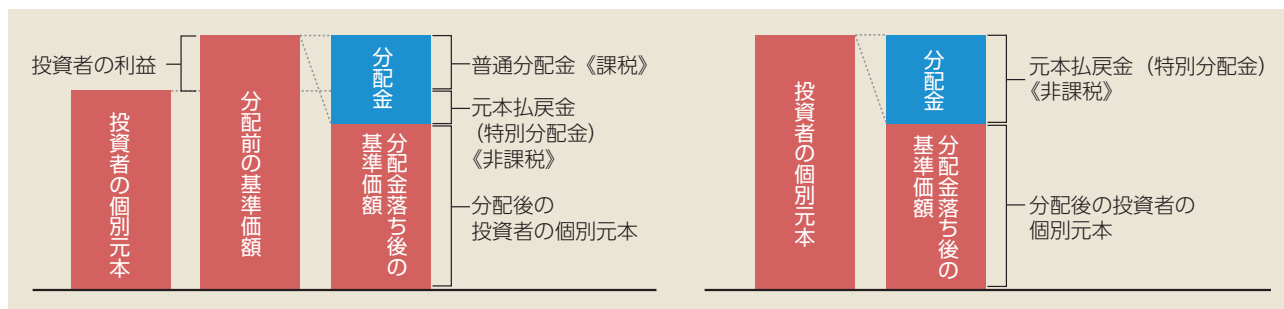 投資者の利益
投資者の個別元本
分配前の基準価額
分配金
分配金落ち後の
基準価額
普通分配金《課税》
元本払戻金
(特別分配金)
《非課税》
分配後の
投資者の個別元本
投資者の個別元本
分配金
分配金落ち後の
基準価額
元本払戻金（特別分配金）
《非課税》
分配後の投資者の
個別元本